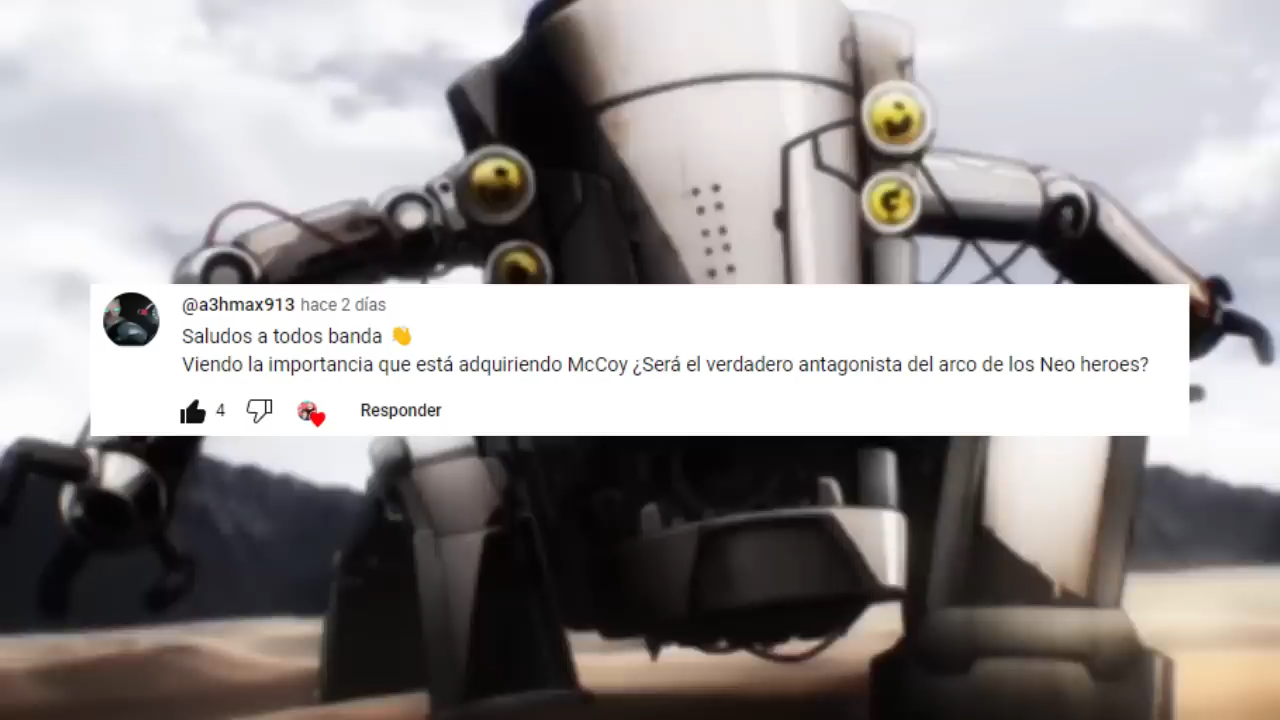 @a3hmax913 hace 2 días
Saludos a todos banda 👋
Viendo la importancia que está adquiriendo McCoy ¿Será el verdadero antagonista del arco de los Neo heroes?
4 Responder